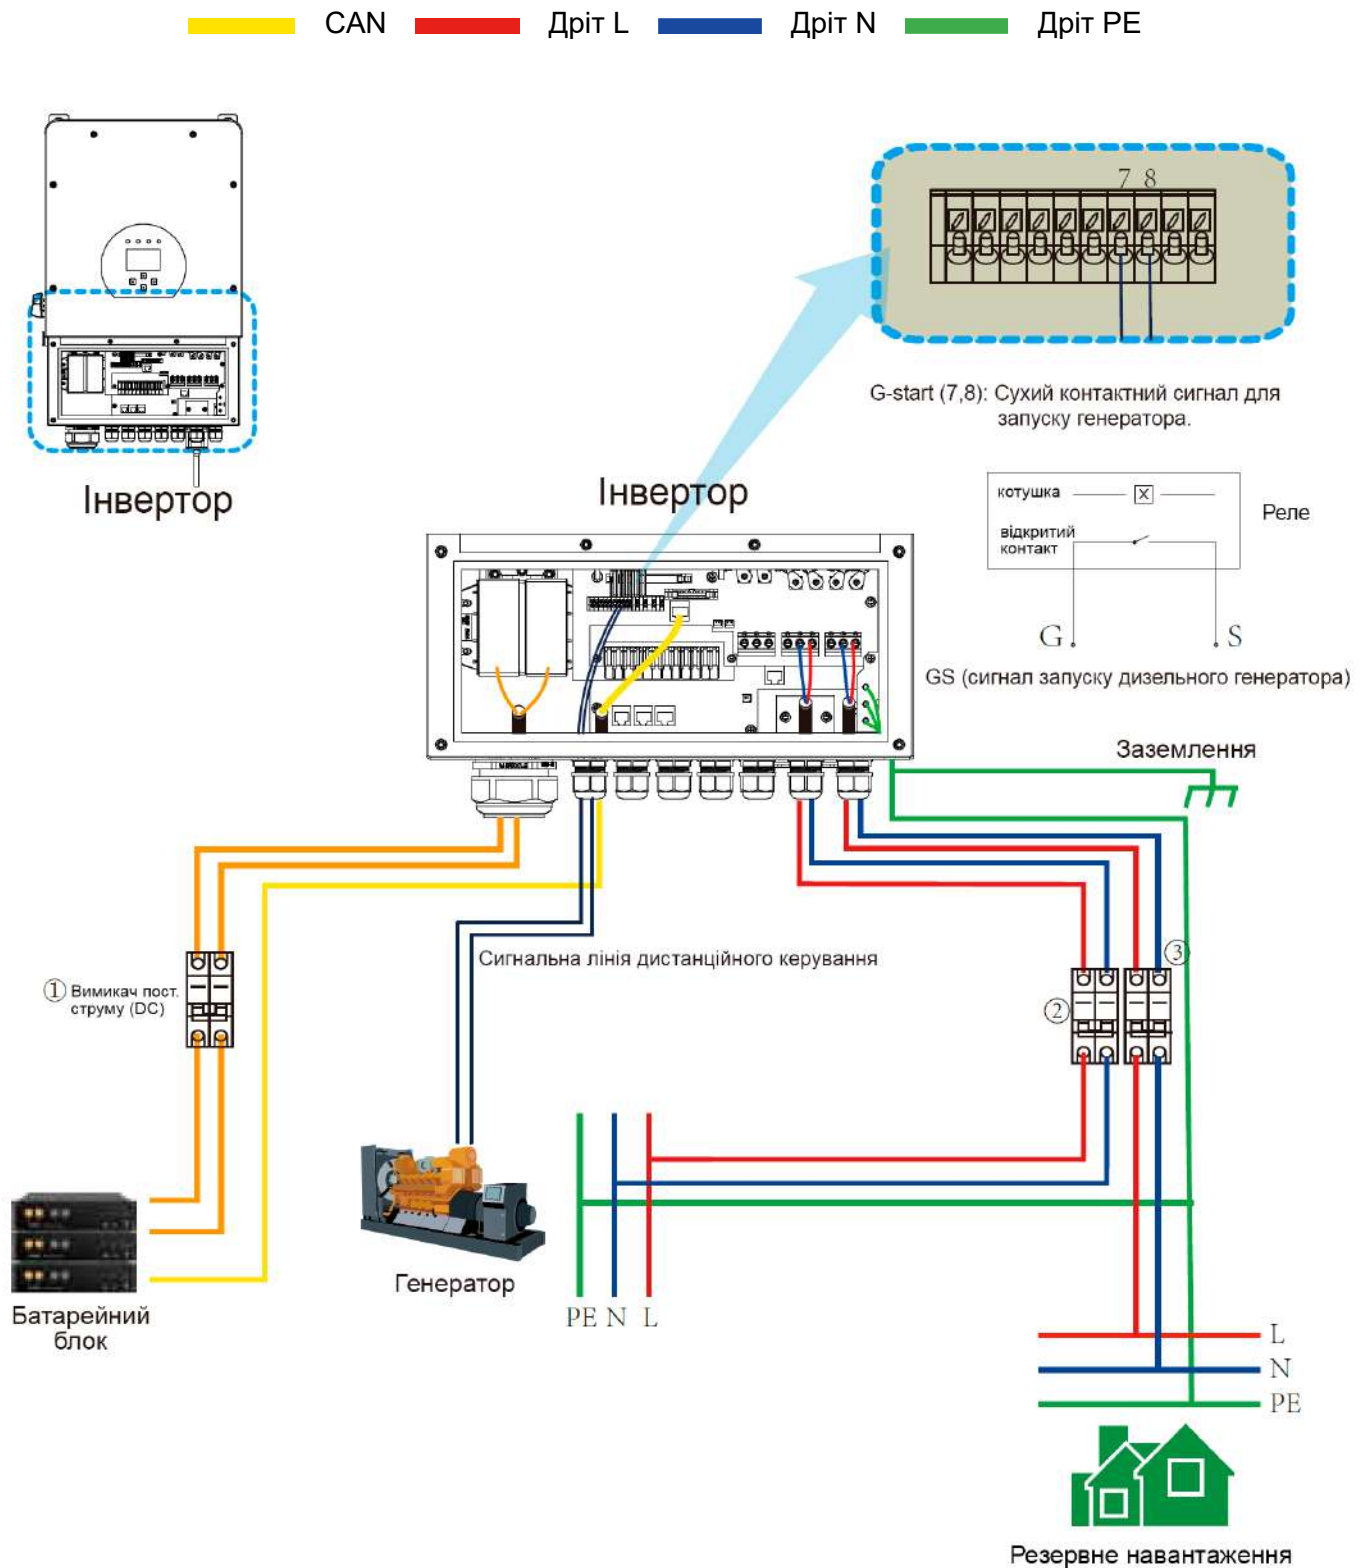 CAN Дріт L Дріт N Дріт PE
7 8
G-start (7,8): Сухий контактний сигнал для
запуску генератора.
Інвертор
Інвертор
котушка
X
Реле
відкритий
контакт
G S
GS (сигнал запуску дизельного генератора)
Заземлення
Сигнальна лінія дистанційного керування
① Вимикач пост.
струму (DC)
②
③
Генератор
Батарейний
блок
PE N L
L
N
PE
Резервне навантаження